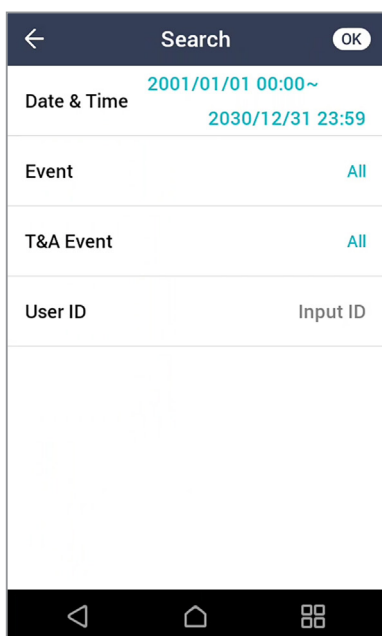 Search
OK
Date & Time
2001/01/01 00:00~
2030/12/31 23:59
Event
All
T&A Event
All
User ID
Input ID